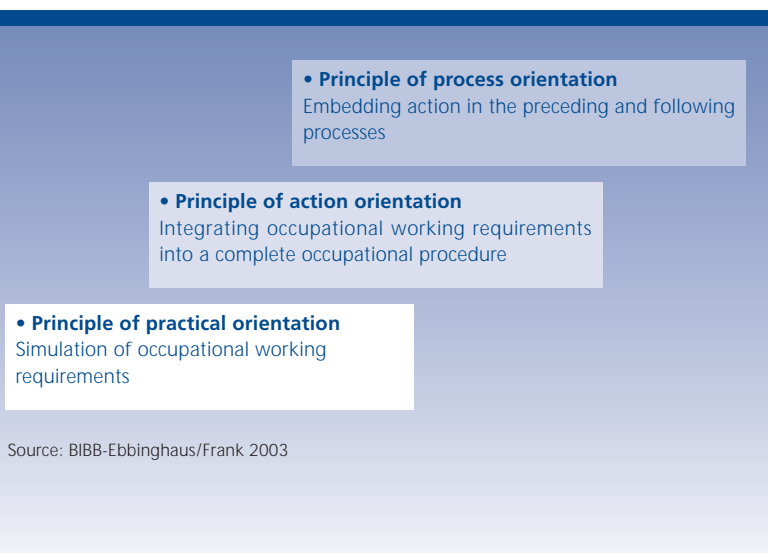 • Principle of process orientation
Embedding action in the preceding and following
processes
• Principle of action orientation
Integrating occupational working requirements
into a complete occupational procedure
• Principle of practical orientation
Simulation of occupational working
requirements
Source: BIBB-Ebbinghaus/Frank 2003